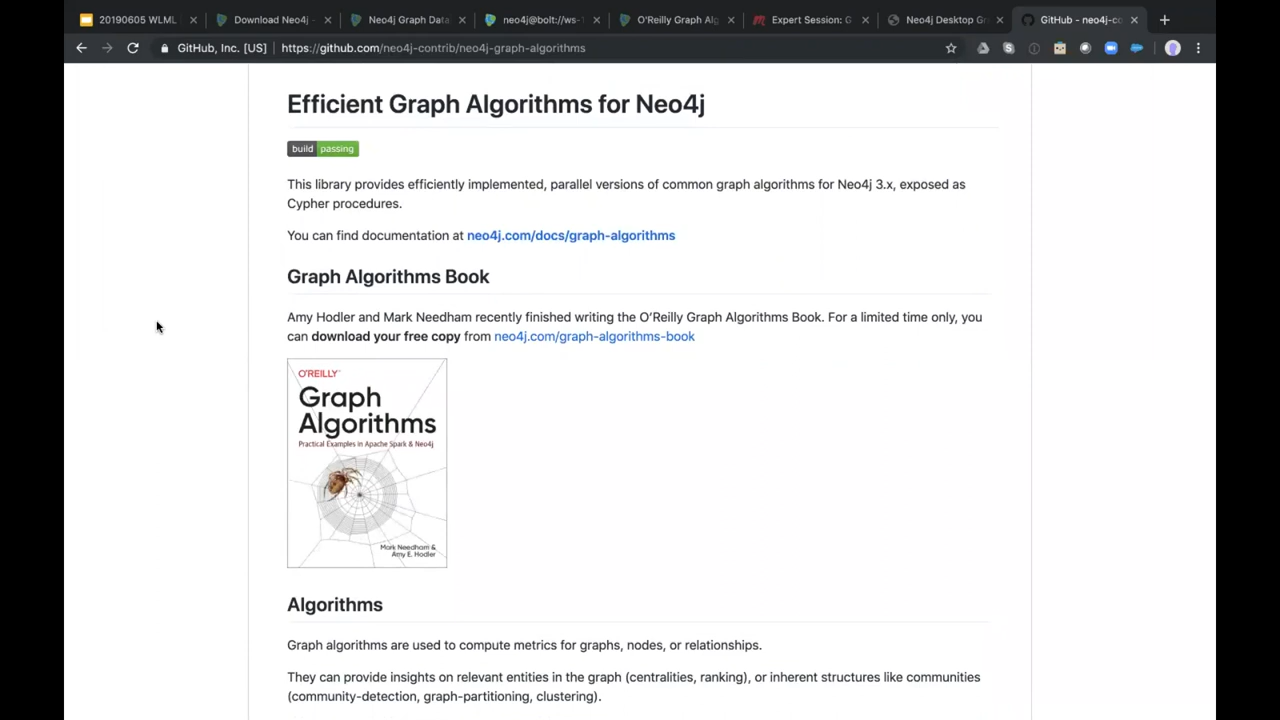 20190605 WLML
Download Neo4j -
Neo4j Graph Data
neo4j@bolt://ws-
O'Reilly Graph Alg
Expert Session: G
Neo4j Desktop Gr
GitHub - neo4j-co
GitHub, Inc. [US] https://github.com/neo4j-contrib/neo4j-graph-algorithms
Efficient Graph Algorithms for Neo4j
build passing
This library provides efficiently implemented, parallel versions of common graph algorithms for Neo4j 3.x, exposed as
Cypher procedures.
You can find documentation at neo4j.com/docs/graph-algorithms
Graph Algorithms Book
Amy Hodler and Mark Needham recently finished writing the O'Reilly Graph Algorithms Book. For a limited time only, you
can download your free copy from neo4j.com/graph-algorithms-book
O'REILLY
Graph
Algorithms
Practical Examples in Apache Spark & Neo4j
Mark Needham &
Amy E. Hodler
Algorithms
Graph algorithms are used to compute metrics for graphs, nodes, or relationships.
They can provide insights on relevant entities in the graph (centralities, ranking), or inherent structures like communities
(community-detection, graph-partitioning, clustering).